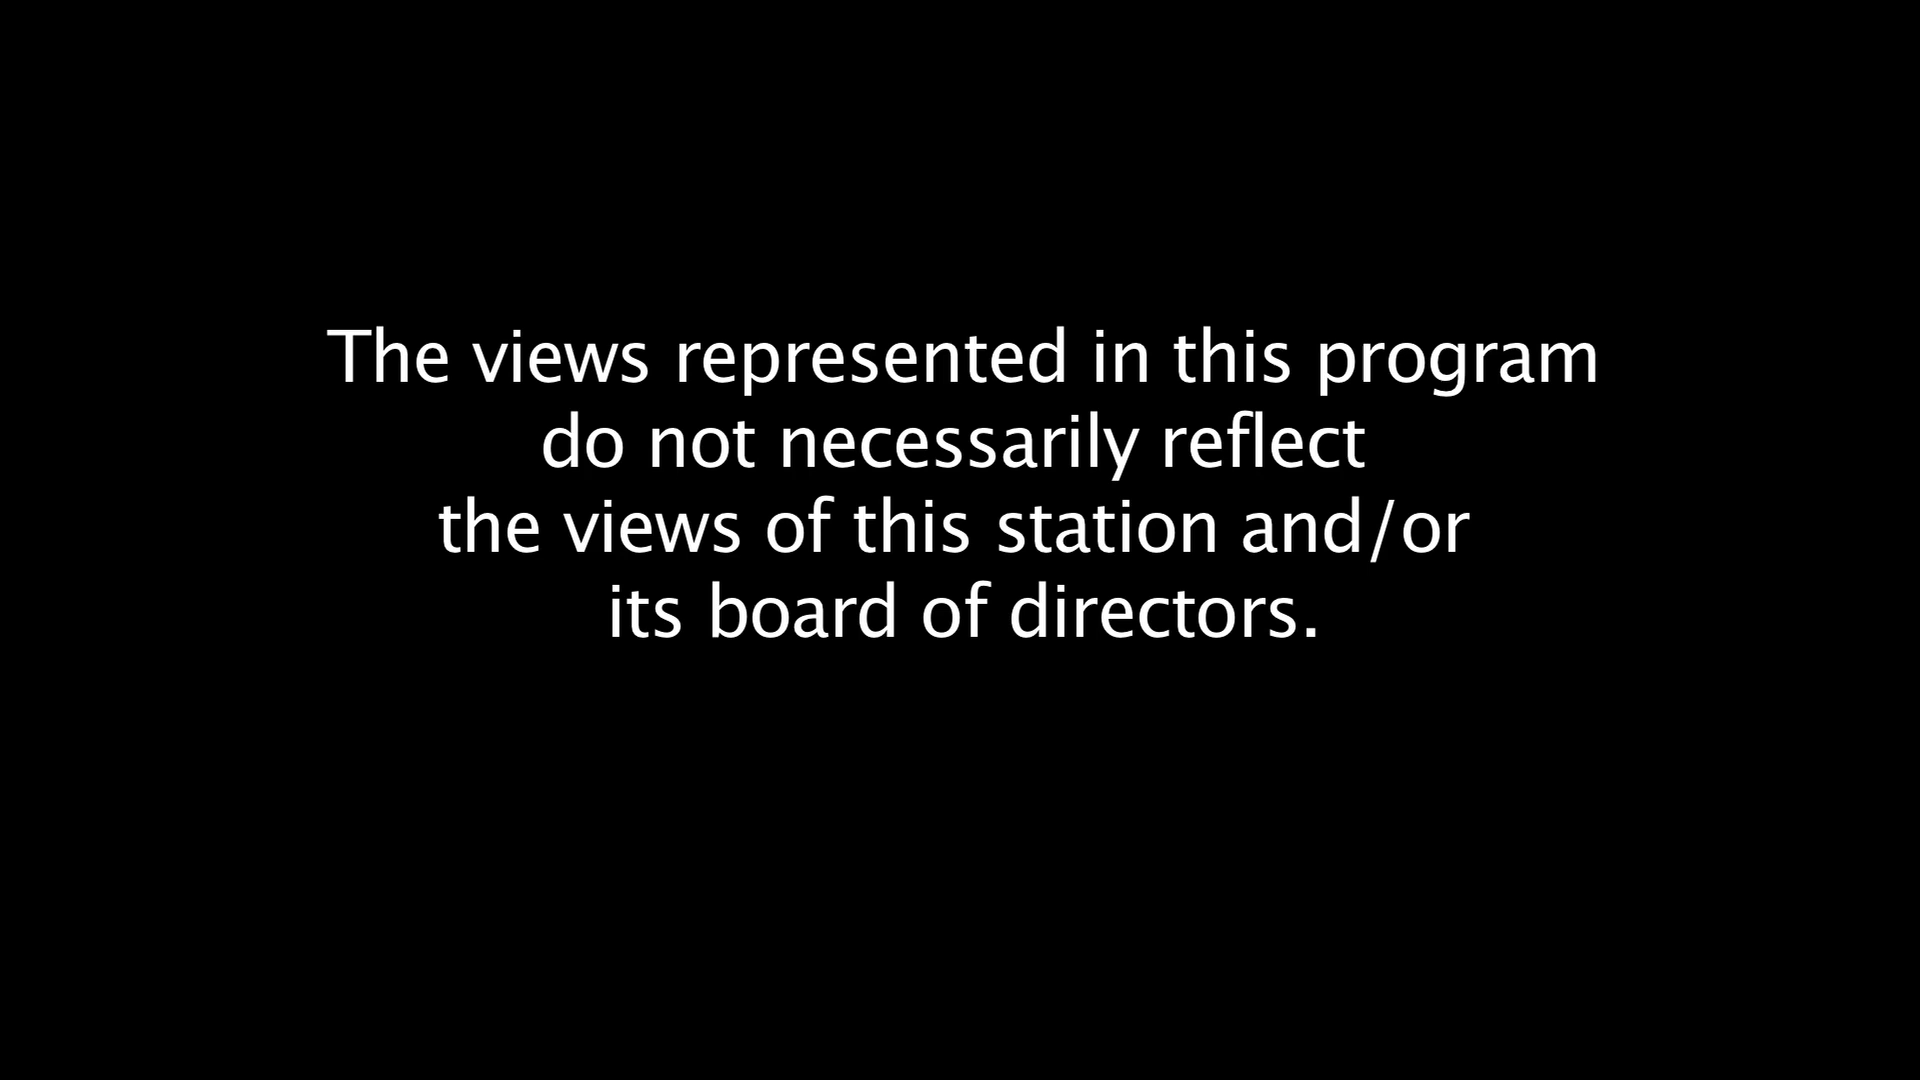 The views represented in this program
do not necessarily reflect
the views of this station and/or
its board of directors.